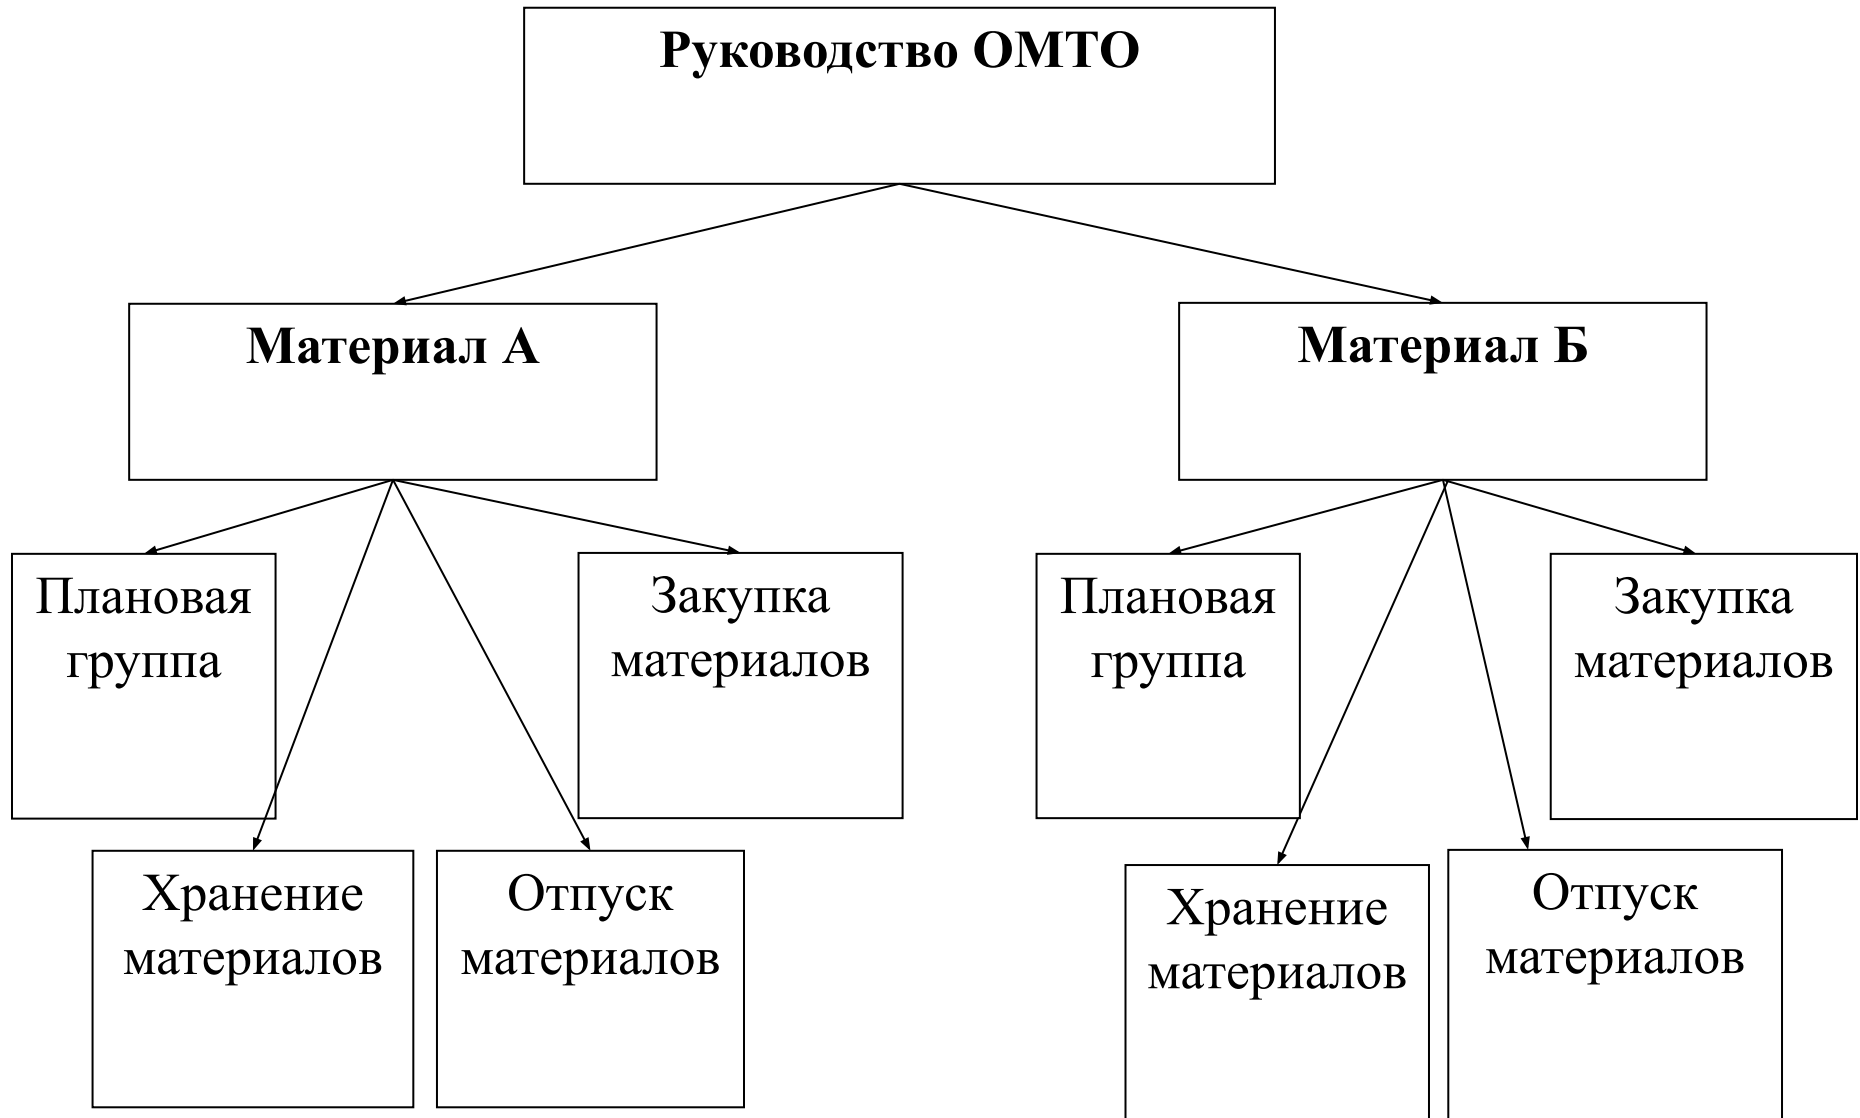 Руководство ОМТО
Материал А
Материал Б
Плановая
группа
Закупка
материалов
Плановая
группа
Закупка
материалов
Хранение
материалов
Отпуск
материалов
Хранение
материалов
Отпуск
материалов